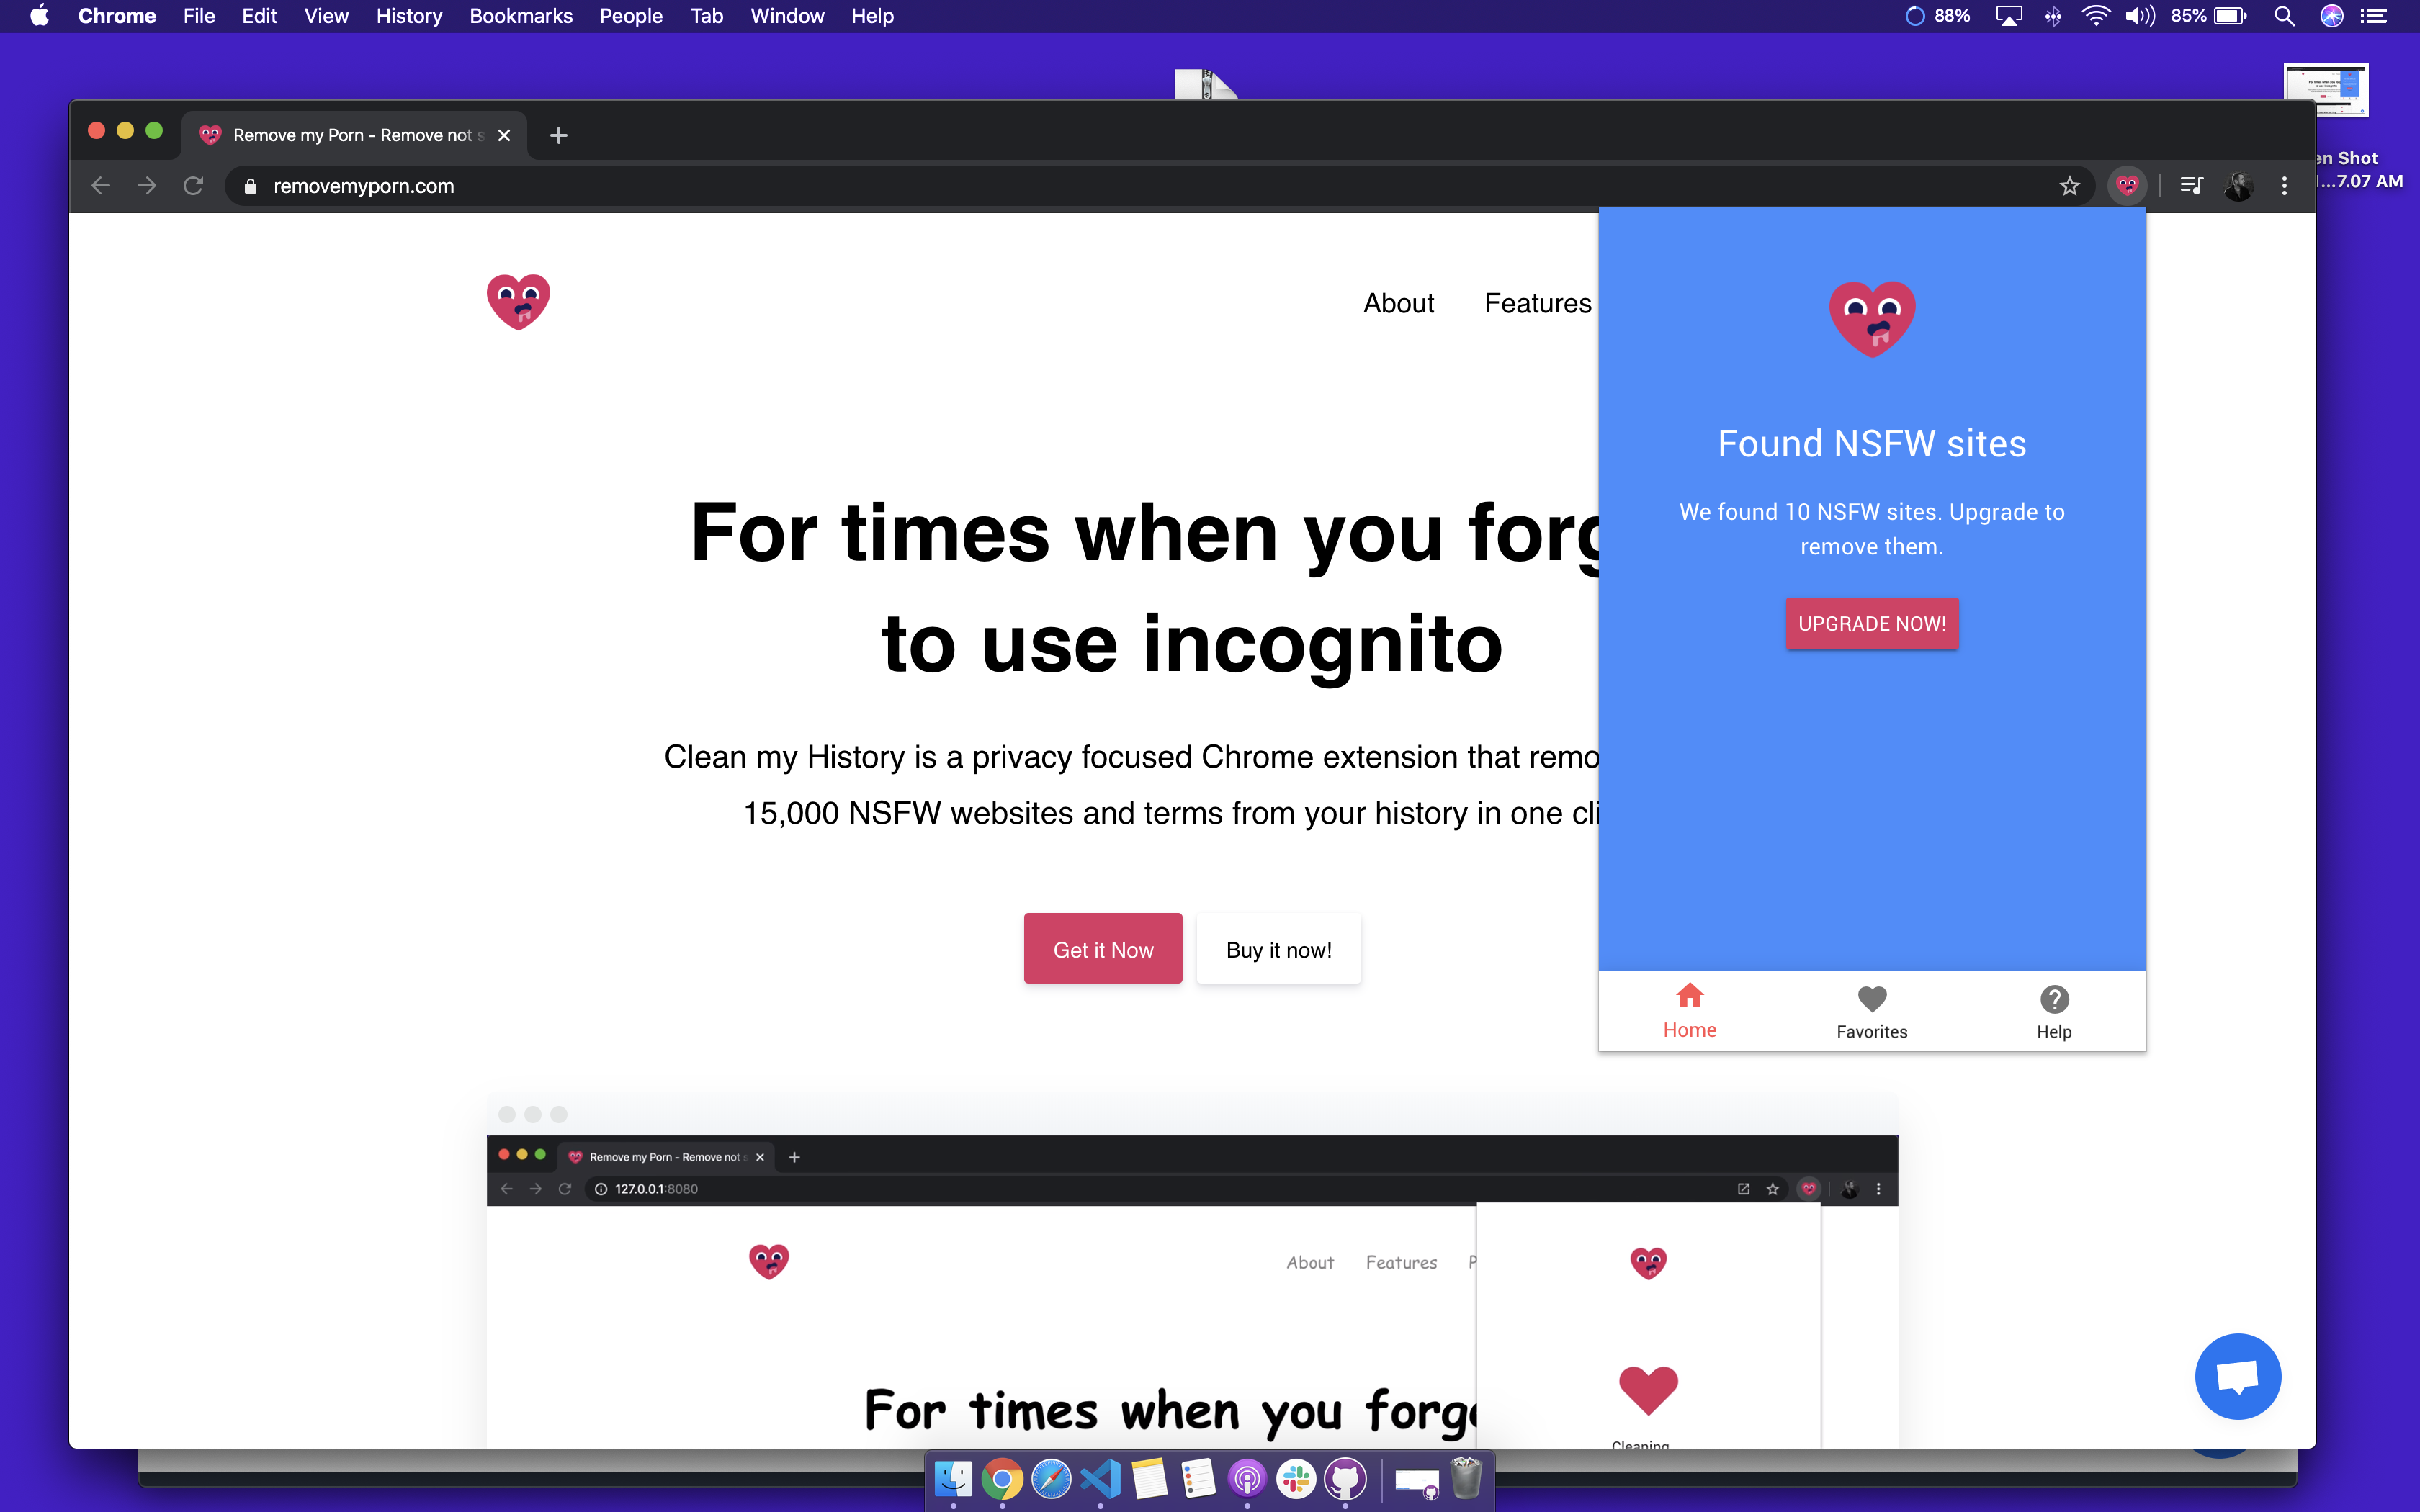 Chrome File Edit View History Bookmarks People Tab Window Help
88% 85%
en Shot
1...7.07 AM
Remove my Porn - Remove not s
removemyporn.com
About Features
For times when you forg
to use incognito
Clean my History is a privacy focused Chrome extension that remo
15,000 NSFW websites and terms from your history in one cli
Get it Now Buy it now!
Found NSFW sites
We found 10 NSFW sites. Upgrade to
remove them.
UPGRADE NOW!
Home Favorites Help
Remove my Porn - Remove not s
127.0.0.1:8080
About Features P
For times when you forge
Cleaning